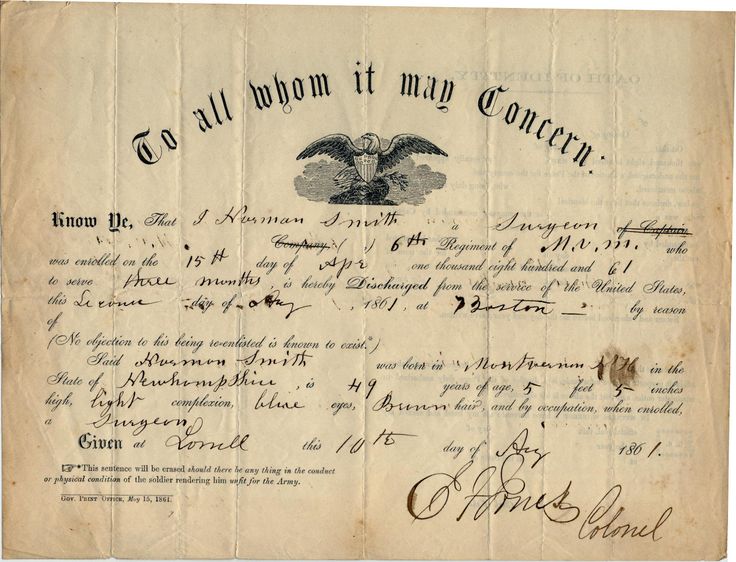 To all whom it may Concern:
Know Ye, That J Norman Smith a Surgeon of Captain
Company, ( ) 6th Regiment of M.V.M. who
was enrolled on the 15th day of Apr one thousand eight hundred and 61
to serve three months is hereby Discharged from the service of the United States,
this Second day of Aug, 1861, at Boston by reason
of
(No objection to his being re-enlisted is known to exist.*)
Said Norman Smith was born in Montvernon in the
State of Newhampshire, is 49 years of age, 5 feet 5 inches
high, light complexion, blue eyes, Brown hair, and by occupation, when enrolled,
a Surgeon
Given at Lowell this 10th day of Aug 1861.
☞*This sentence will be erased should there be any thing in the conduct
or physical condition of the soldier rendering him unfit for the Army.
Gov. Print Office, May 15, 1861.
E F Jones
Colonel
OATH OF IDENTITY.